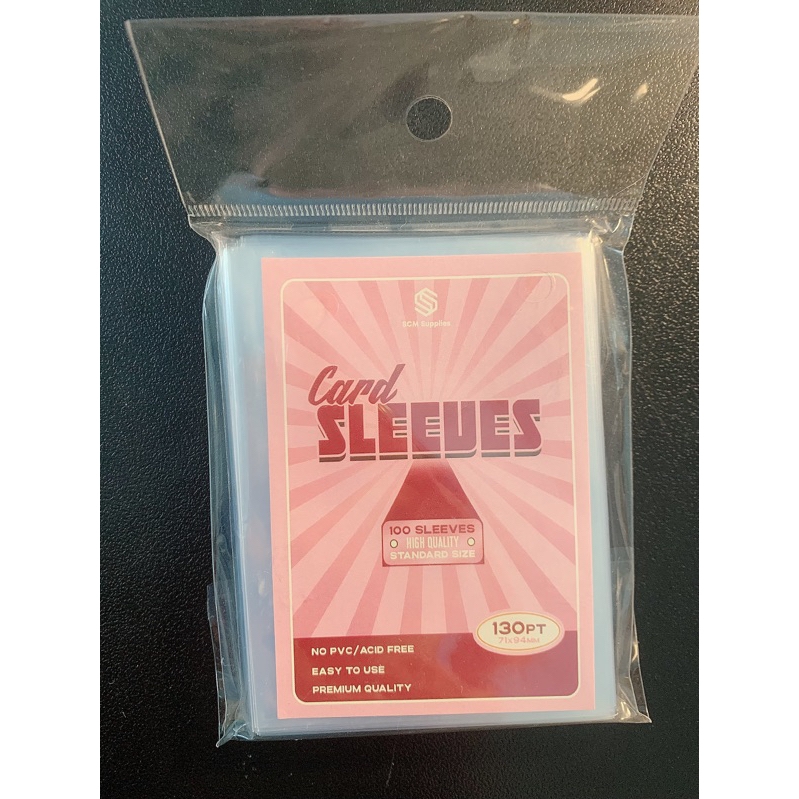 SCM Supplies
Card
SLEEVES
100 SLEEVES
HIGH QUALITY
STANDARD SIZE
130PT
71x94MM
NO PVC/ACID FREE
EASY TO USE
PREMIUM QUALITY